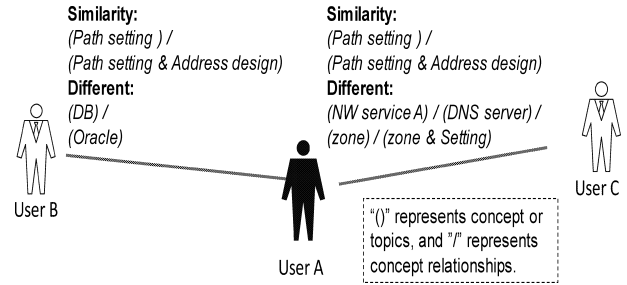 Similarity:
(Path setting ) /
(Path setting & Address design)
Different:
(DB) /
(Oracle)
Similarity:
(Path setting ) /
(Path setting & Address design)
Different:
(NW service A) / (DNS server) /
(zone) / (zone & Setting)
User B
User A
User C
“()” represents concept or
topics, and ”/” represents
concept relationships.